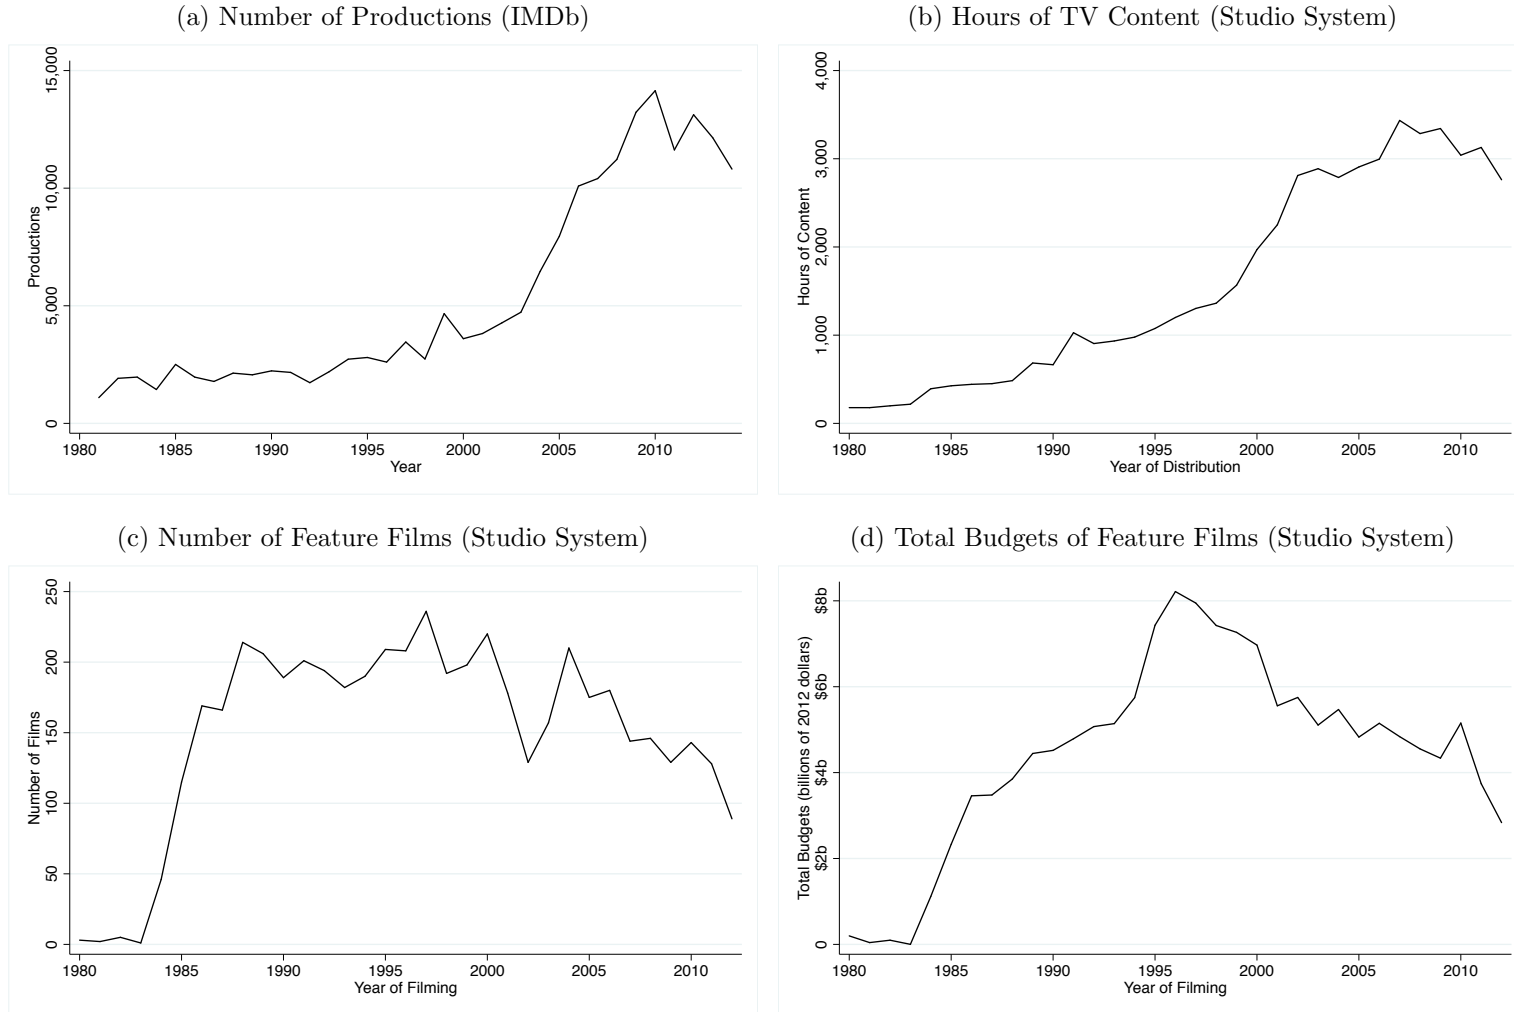 (a) Number of Productions (IMDb)
15,000
10,000
5,000
0
Productions
1980 1985 1990 1995 2000 2005 2010
Year
(b) Hours of TV Content (Studio System)
4,000
3,000
2,000
1,000
0
Hours of Content
1980 1985 1990 1995 2000 2005 2010
Year of Distribution
(c) Number of Feature Films (Studio System)
250
200
150
100
50
0
Number of Films
1980 1985 1990 1995 2000 2005 2010
Year of Filming
(d) Total Budgets of Feature Films (Studio System)
$8b
$6b
$4b
$2b
0
Total Budgets (billions of 2012 dollars)
1980 1985 1990 1995 2000 2005 2010
Year of Filming